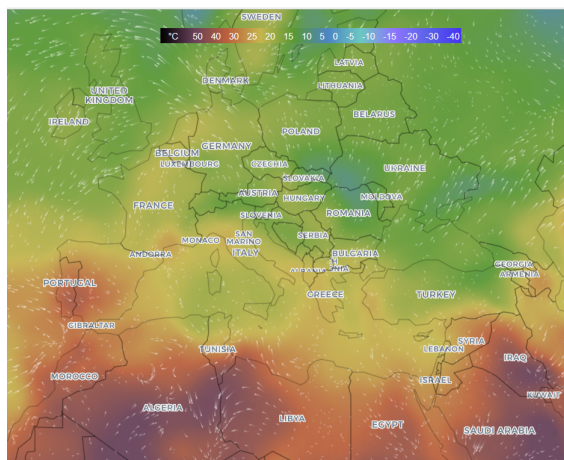 SWEDEN
°C 50 40 30 25 20 15 10 5 0 -5 -10 -15 -20 -30 -40
LATVIA
DENMARK
LITHUANIA
UNITED
KINGDOM
BELARUS
IRELAND
POLAND
GERMANY
BELGIUM
LUXEMBOURG
CZECHIA
UKRAINE
SLOVAKIA
AUSTRIA
HUNGARY
MOLDOVA
FRANCE
SLOVENIA
ROMANIA
MONACO
SAN
MARINO
SERBIA
ITALY
ANDORRA
BULGARIA
GEORGIA
ARMENIA
PORTUGAL
GREECE
TURKEY
GIBRALTAR
TUNISIA
SYRIA
LEBANON
IRAQ
MOROCCO
ISRAEL
KUWAIT
ALGERIA
LIBYA
EGYPT
SAUDI ARABIA